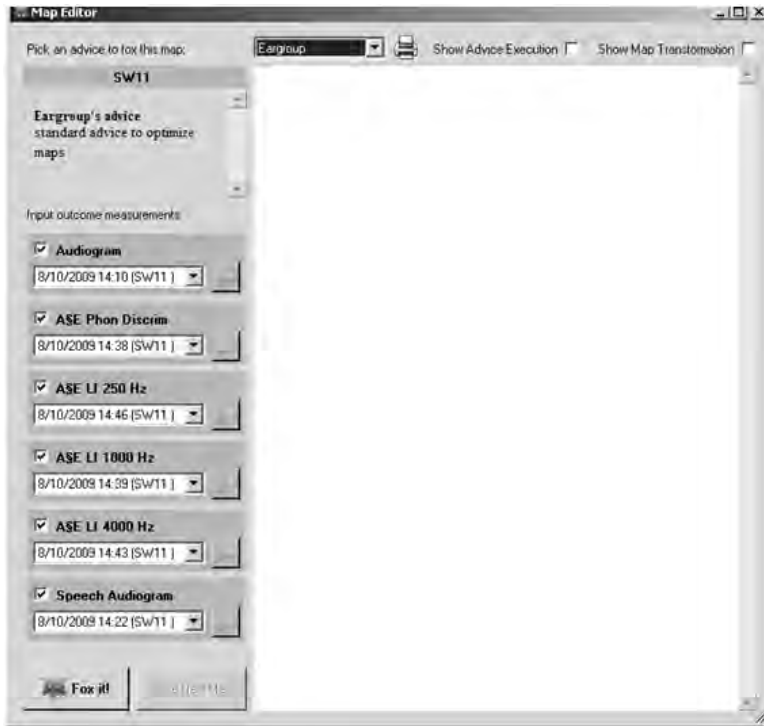 Map Editor
Pick an advice to fox this map:
Eargroup
Show Advice Execution
Show Map Transformation
SW11
Eargroup's advice
standard advice to optimize
maps
Input outcome measurements
Audiogram
8/10/2009 14:10 (SW11 )
A§E Phon Discrim
8/10/2009 14:38 (SW11 )
A§E LI 250 Hz
8/10/2009 14:46 (SW11 )
A§E LI 1000 Hz
8/10/2009 14:39 (SW11 )
A§E LI 4000 Hz
8/10/2009 14:43 (SW11 )
Speech Audiogram
8/10/2009 14:22 (SW11 )
Fox it!